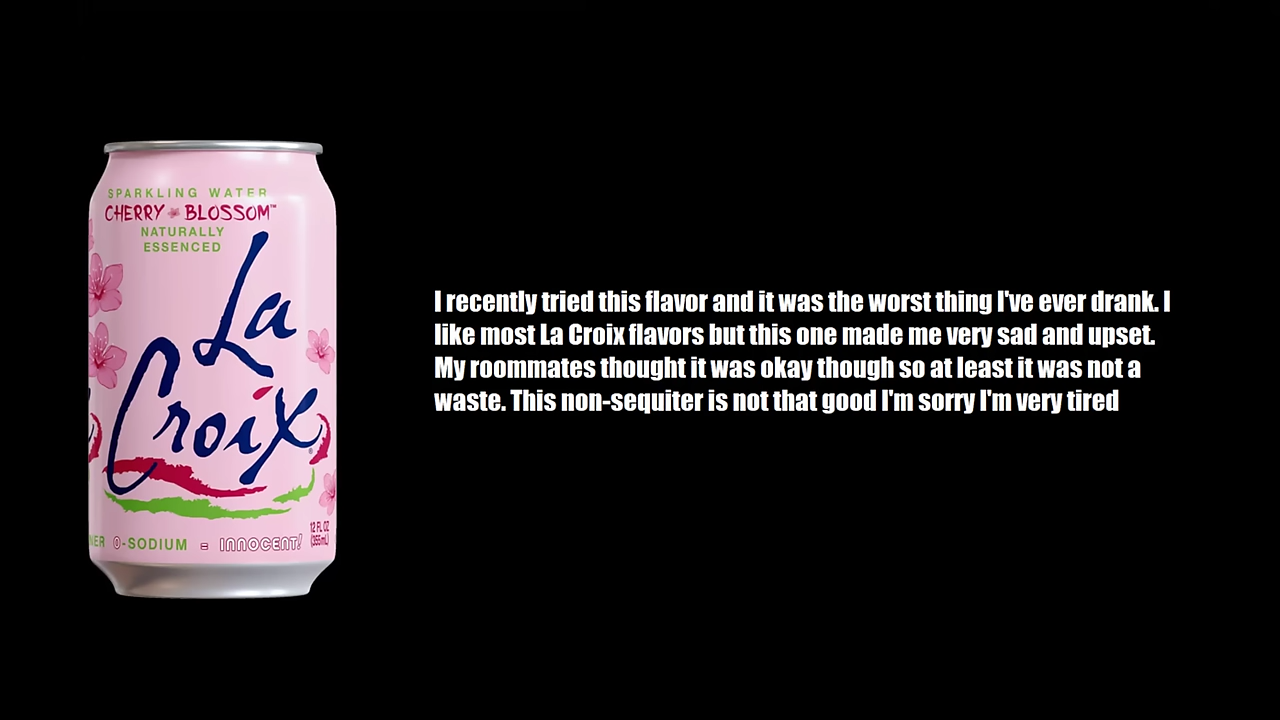 SPARKLING WATER
CHERRY BLOSSOM™
NATURALLY
ESSENCED
La
Croix®
0-SODIUM = INNOCENT!
12 FL OZ
(355mL)
I recently tried this flavor and it was the worst thing I've ever drank. I
like most La Croix flavors but this one made me very sad and upset.
My roommates thought it was okay though so at least it was not a
waste. This non-sequiter is not that good I'm sorry I'm very tired